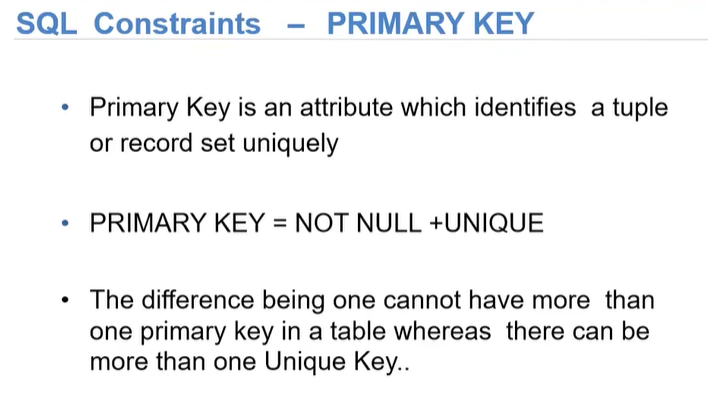 SQL Constraints – PRIMARY KEY
• Primary Key is an attribute which identifies a tuple
or record set uniquely
• PRIMARY KEY = NOT NULL +UNIQUE
• The difference being one cannot have more than
one primary key in a table whereas there can be
more than one Unique Key..